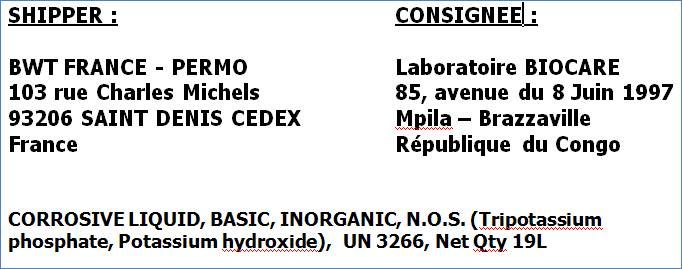 SHIPPER :
BWT FRANCE - PERMO
103 rue Charles Michels
93206 SAINT DENIS CEDEX
France
CONSIGNEE :
Laboratoire BIOCARE
85, avenue du 8 Juin 1997
Mpila – Brazzaville
République du Congo
CORROSIVE LIQUID, BASIC, INORGANIC, N.O.S. (Tripotassium
phosphate, Potassium hydroxide), UN 3266, Net Qty 19L